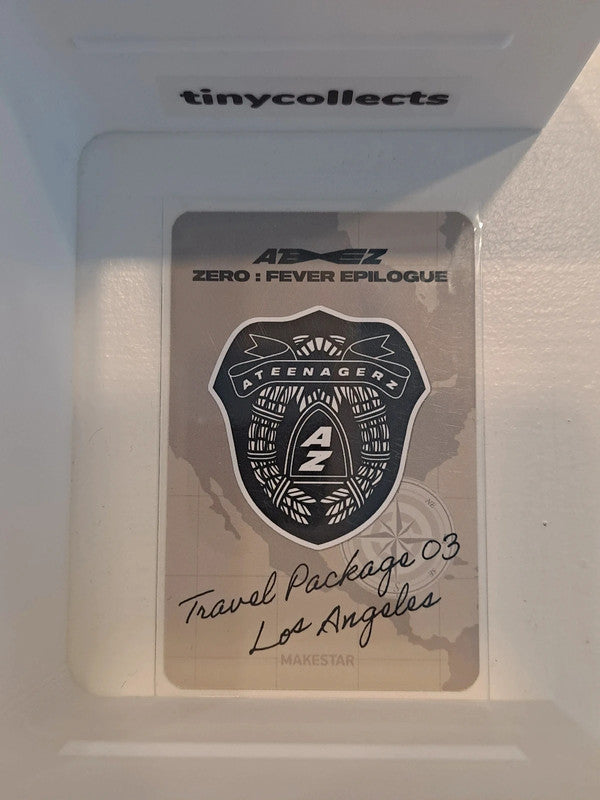 tinycollects
ATEEZ
ZERO : FEVER EPILOGUE
ATEENAGERZ
AZ
Travel Package 03
Los Angeles
MAKESTAR